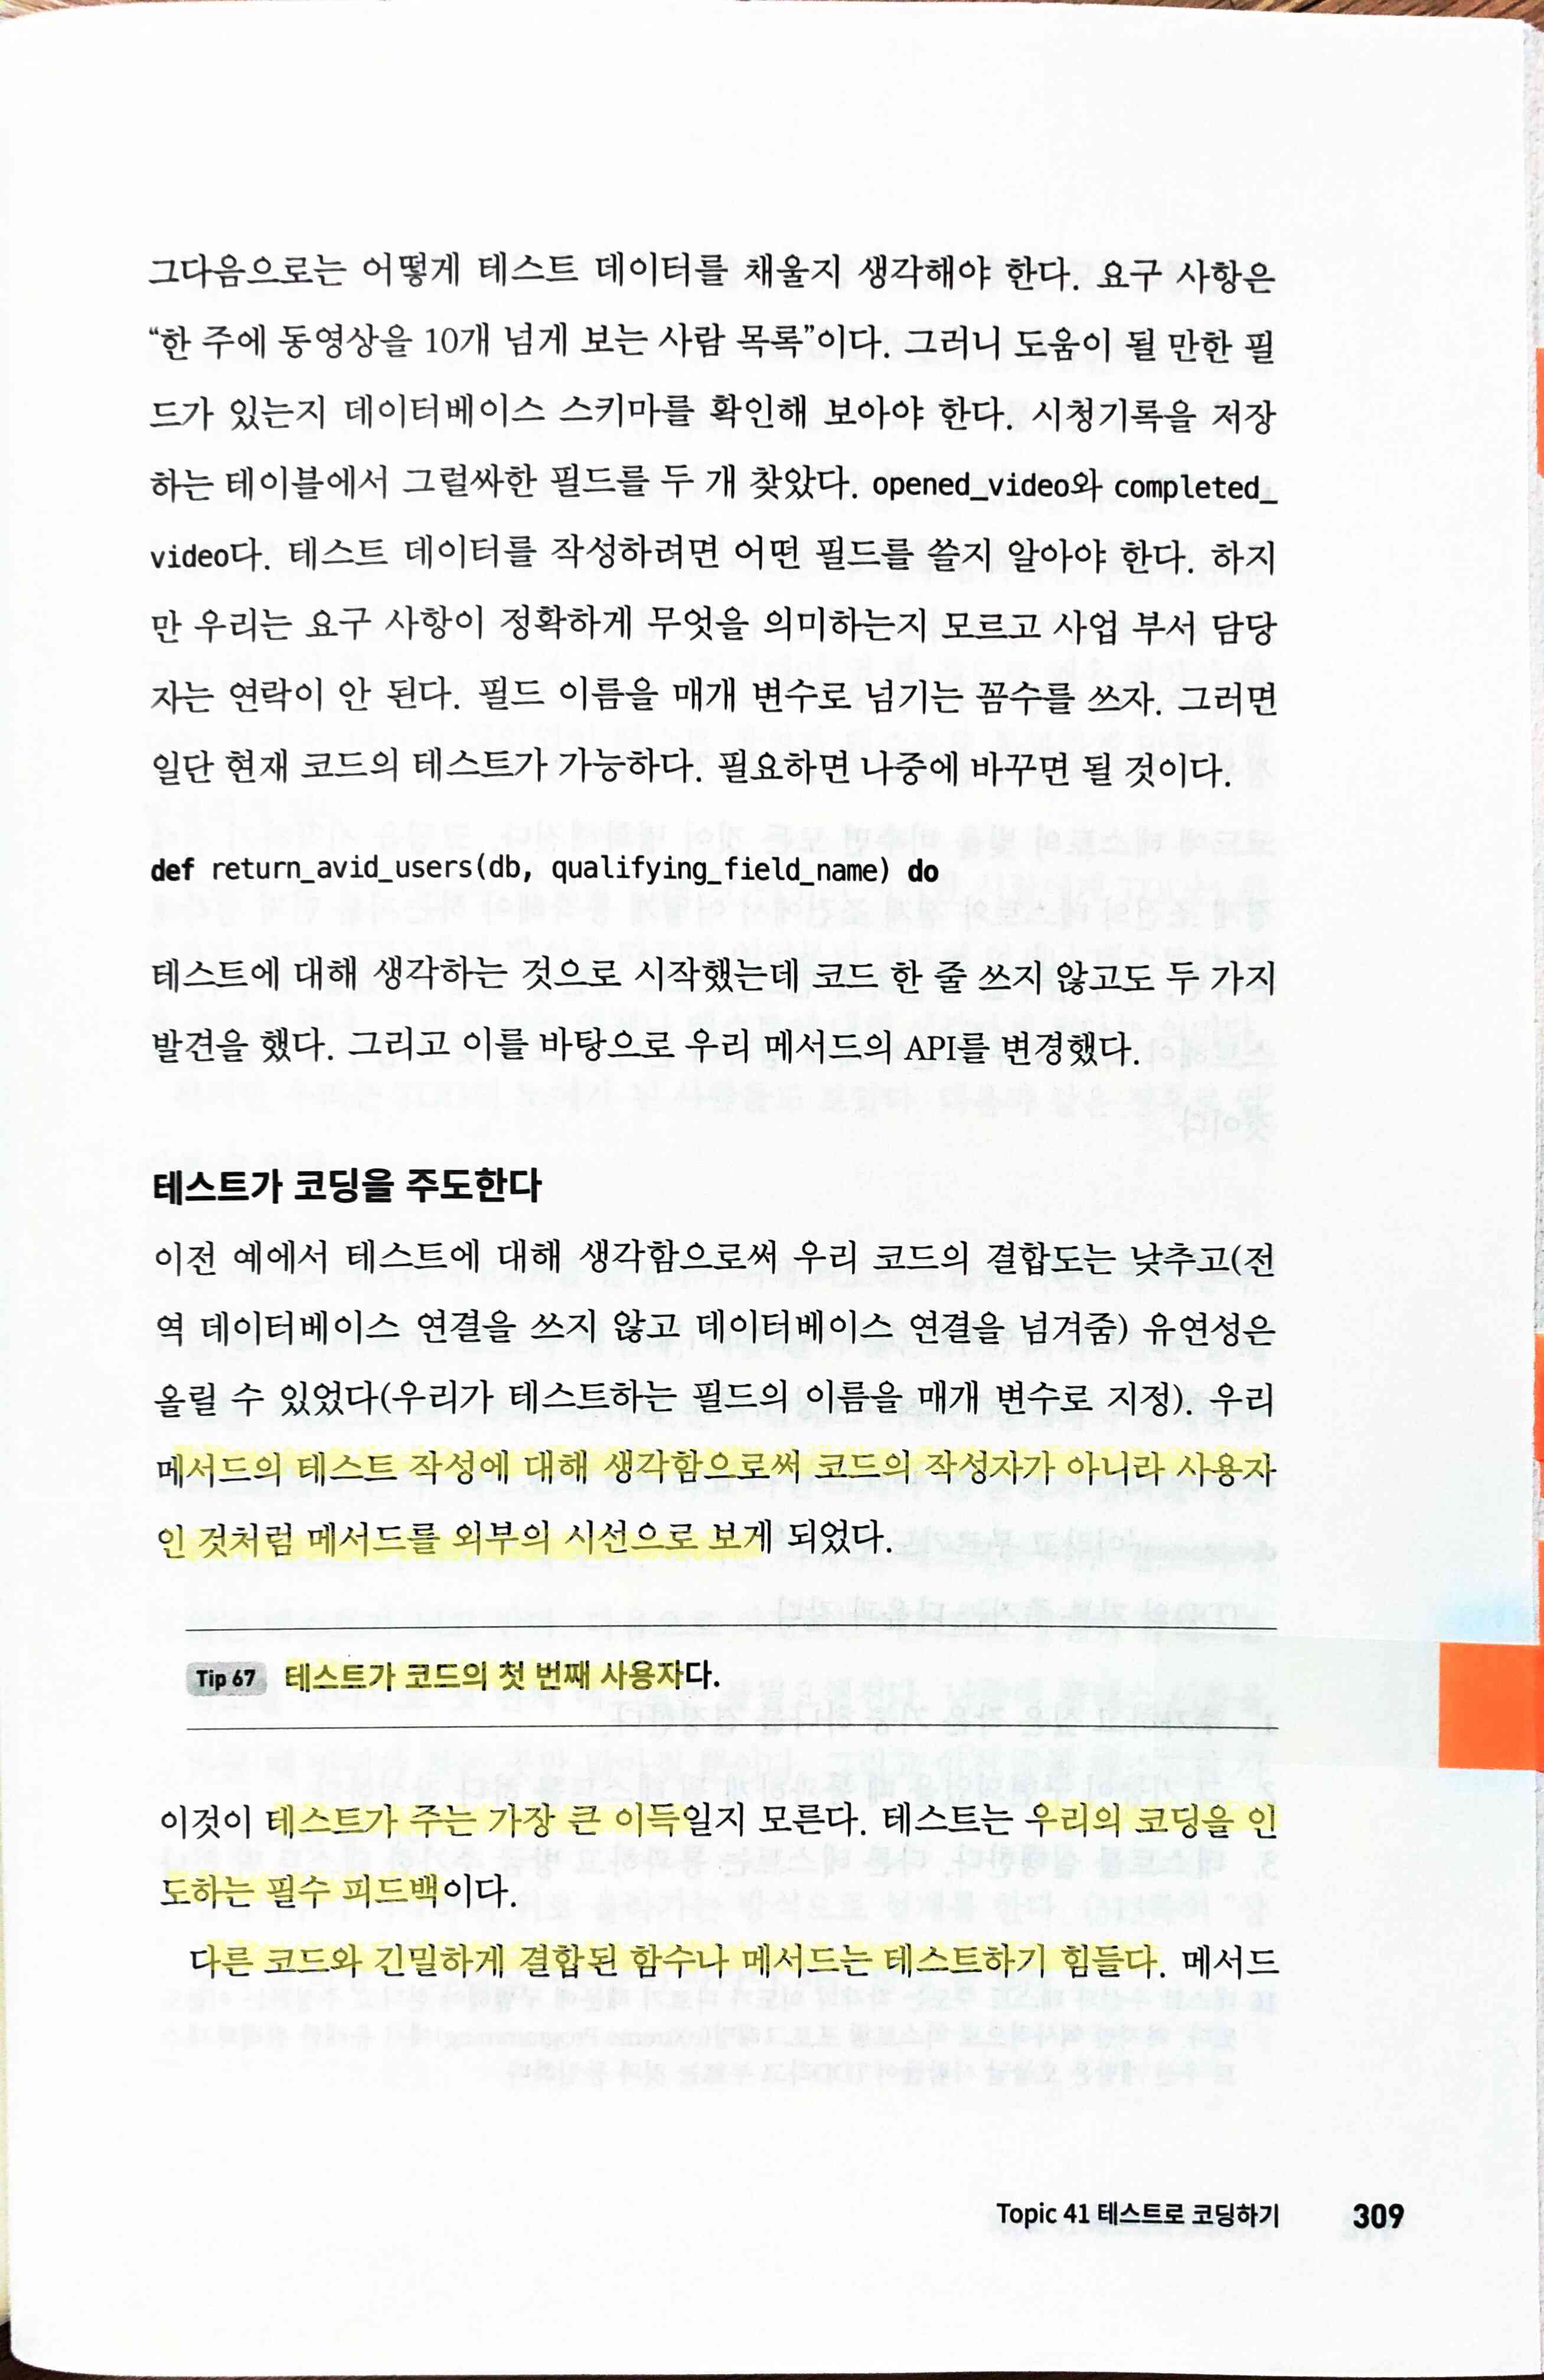 그다음으로는 어떻게 테스트 데이터를 채울지 생각해야 한다. 요구 사항은
“한 주에 동영상을 10개 넘게 보는 사람 목록”이다. 그러니 도움이 될 만한 필
드가 있는지 데이터베이스 스키마를 확인해 보아야 한다. 시청기록을 저장
하는 테이블에서 그럴싸한 필드를 두 개 찾았다. opened_video와 completed_
video다. 테스트 데이터를 작성하려면 어떤 필드를 쓸지 알아야 한다. 하지
만 우리는 요구 사항이 정확하게 무엇을 의미하는지 모르고 사업 부서 담당
자는 연락이 안 된다. 필드 이름을 매개 변수로 넘기는 꼼수를 쓰자. 그러면
일단 현재 코드의 테스트가 가능하다. 필요하면 나중에 바꾸면 될 것이다.
def return_avid_users(db, qualifying_field_name) do
테스트에 대해 생각하는 것으로 시작했는데 코드 한 줄 쓰지 않고도 두 가지
발견을 했다. 그리고 이를 바탕으로 우리 메서드의 API를 변경했다.
테스트가 코딩을 주도한다
이전 예에서 테스트에 대해 생각함으로써 우리 코드의 결합도는 낮추고(전
역 데이터베이스 연결을 쓰지 않고 데이터베이스 연결을 넘겨줌) 유연성은
올릴 수 있었다(우리가 테스트하는 필드의 이름을 매개 변수로 지정). 우리
메서드의 테스트 작성에 대해 생각함으로써 코드의 작성자가 아니라 사용자
인 것처럼 메서드를 외부의 시선으로 보게 되었다.
Tip 67 테스트가 코드의 첫 번째 사용자다.
이것이 테스트가 주는 가장 큰 이득일지 모른다. 테스트는 우리의 코딩을 인
도하는 필수 피드백이다.
다른 코드와 긴밀하게 결합된 함수나 메서드는 테스트하기 힘들다. 메서드
Topic 41 테스트로 코딩하기 309